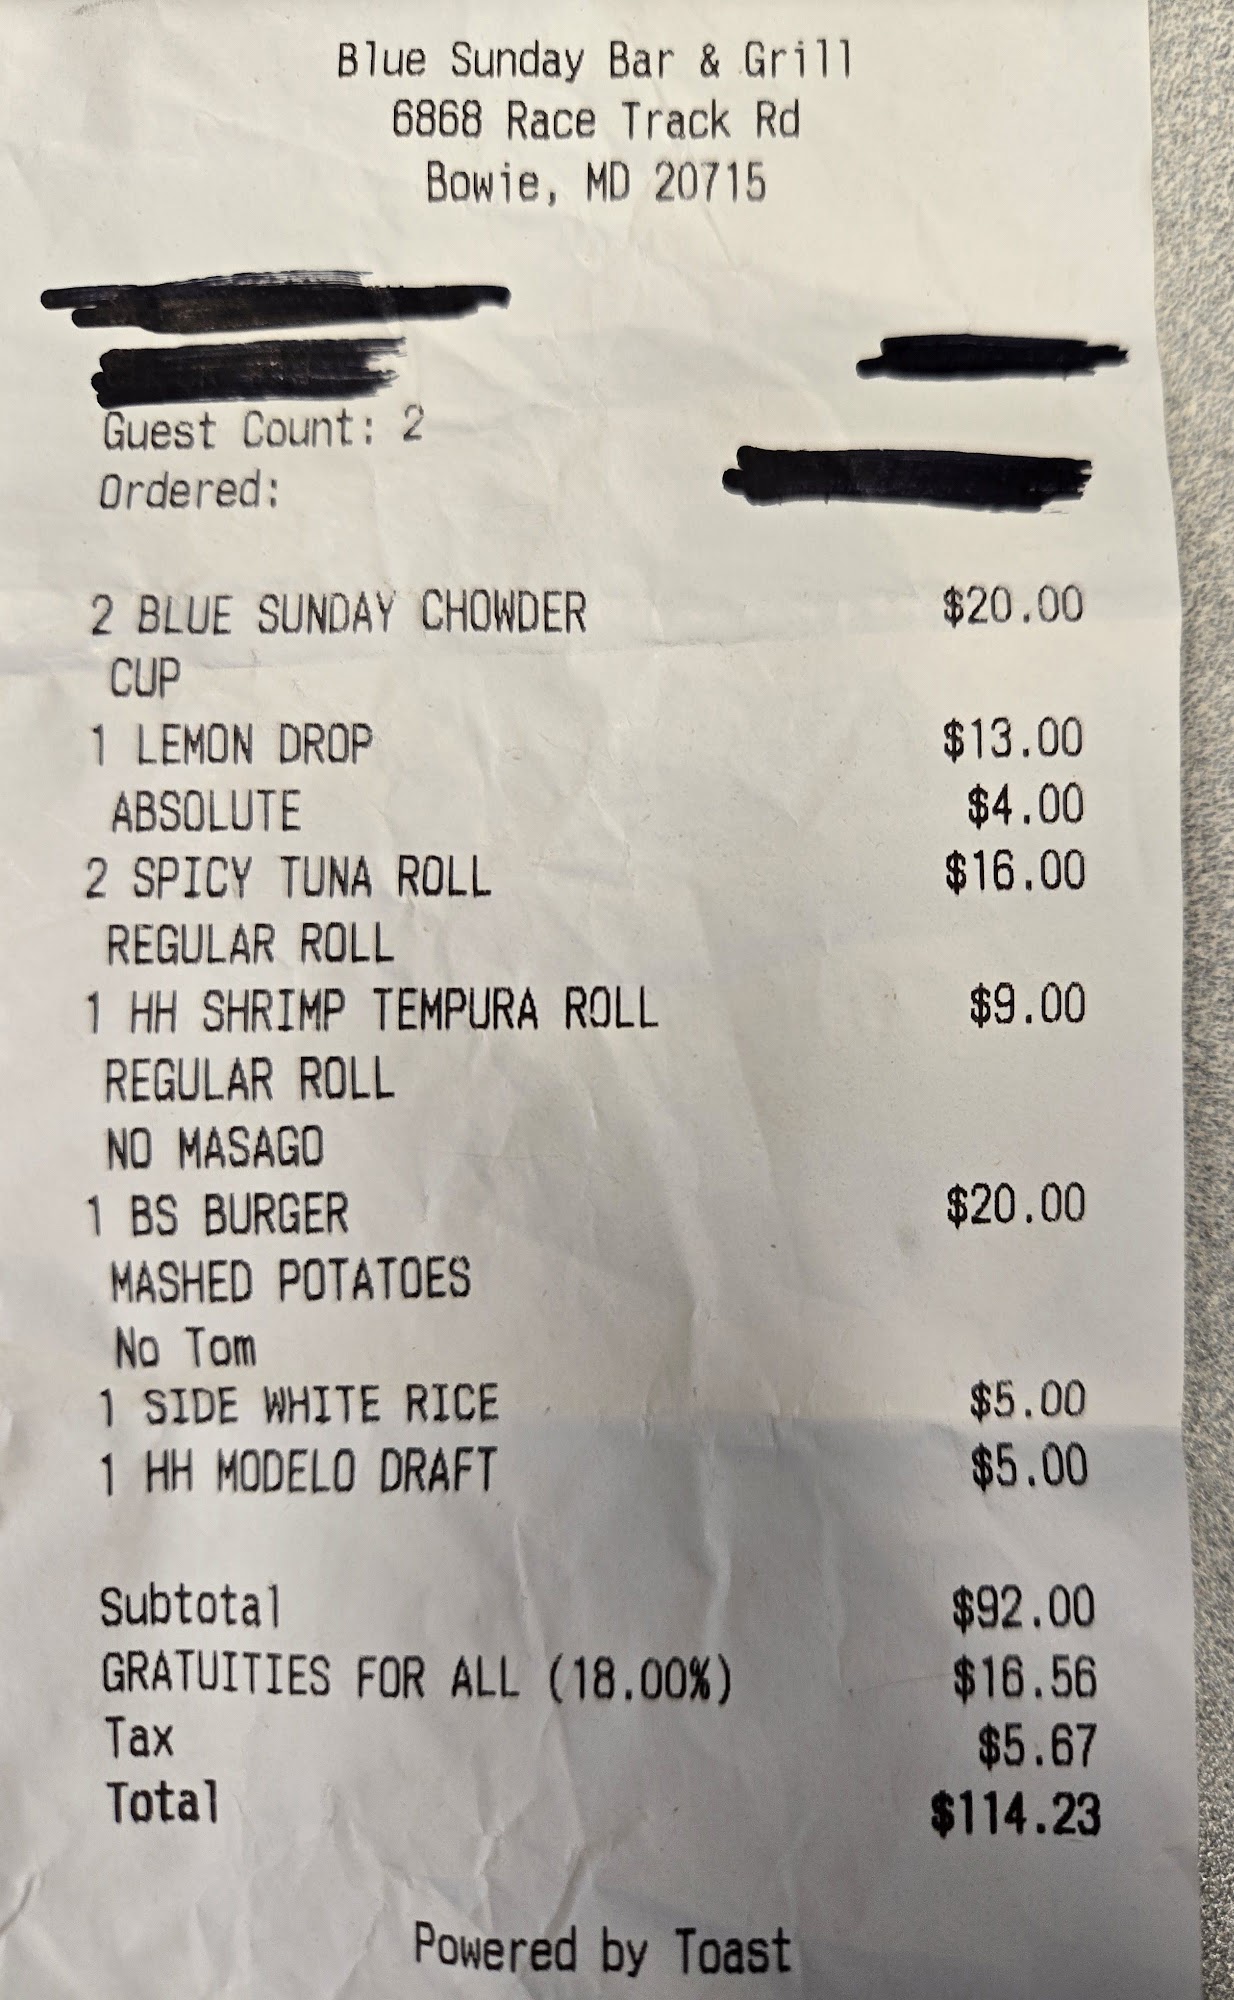 Blue Sunday Bar & Grill
6868 Race Track Rd
Bowie, MD 20715
Guest Count: 2
Ordered:
2 BLUE SUNDAY CHOWDER $20.00
CUP
1 LEMON DROP $13.00
ABSOLUTE $4.00
2 SPICY TUNA ROLL $16.00
REGULAR ROLL
1 HH SHRIMP TEMPURA ROLL $9.00
REGULAR ROLL
NO MASAGO
1 BS BURGER $20.00
MASHED POTATOES
No Tom
1 SIDE WHITE RICE $5.00
1 HH MODELO DRAFT $5.00
Subtotal $92.00
GRATUITIES FOR ALL (18.00%) $16.56
Tax $5.67
Total $114.23
Powered by Toast